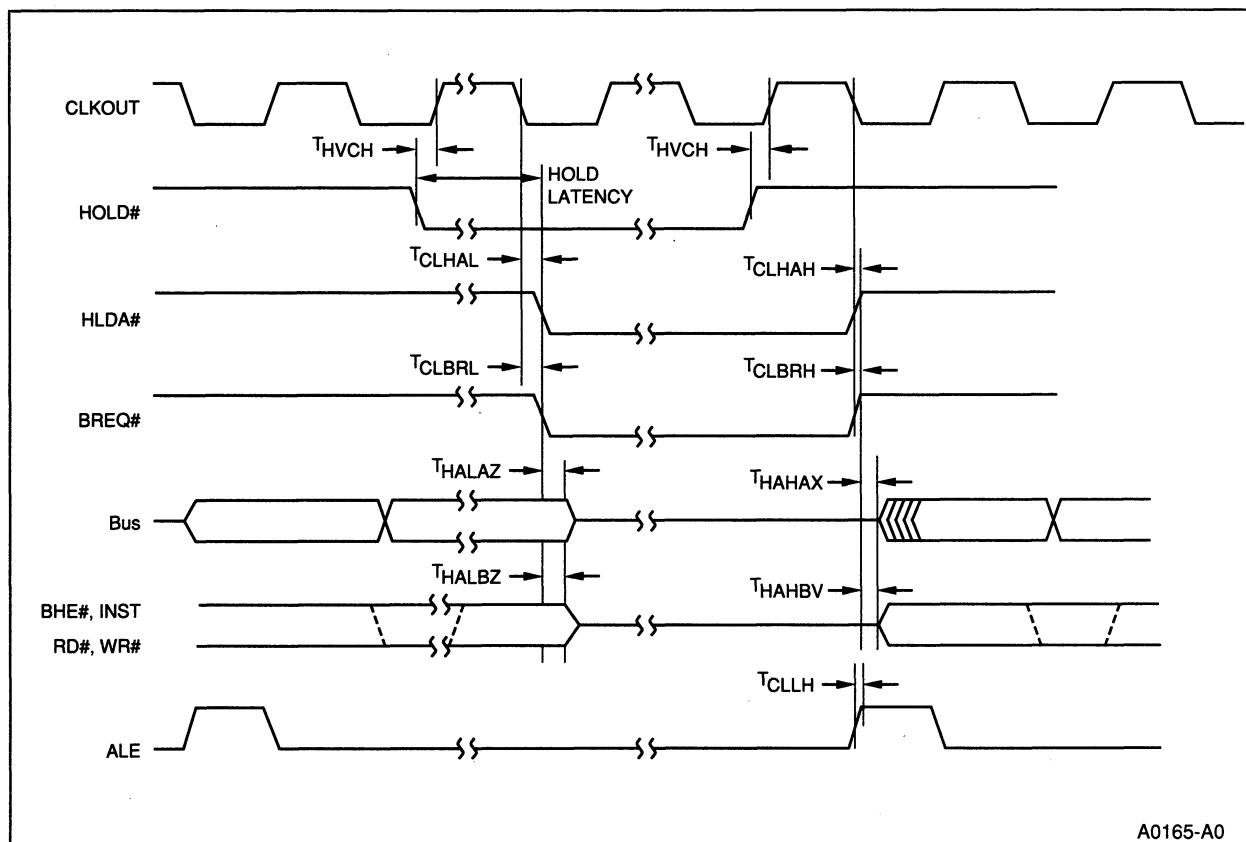 CLKOUT
THVCH
THVCH
HOLD
LATENCY
HOLD#
TCLHAL
TCLHAH
HLDA#
TCLBRL
TCLBRH
BREQ#
THALAZ
THAHAX
Bus
THALBZ
THAHBV
BHE#, INST
RD#, WR#
TCLLH
ALE
A0165-A0